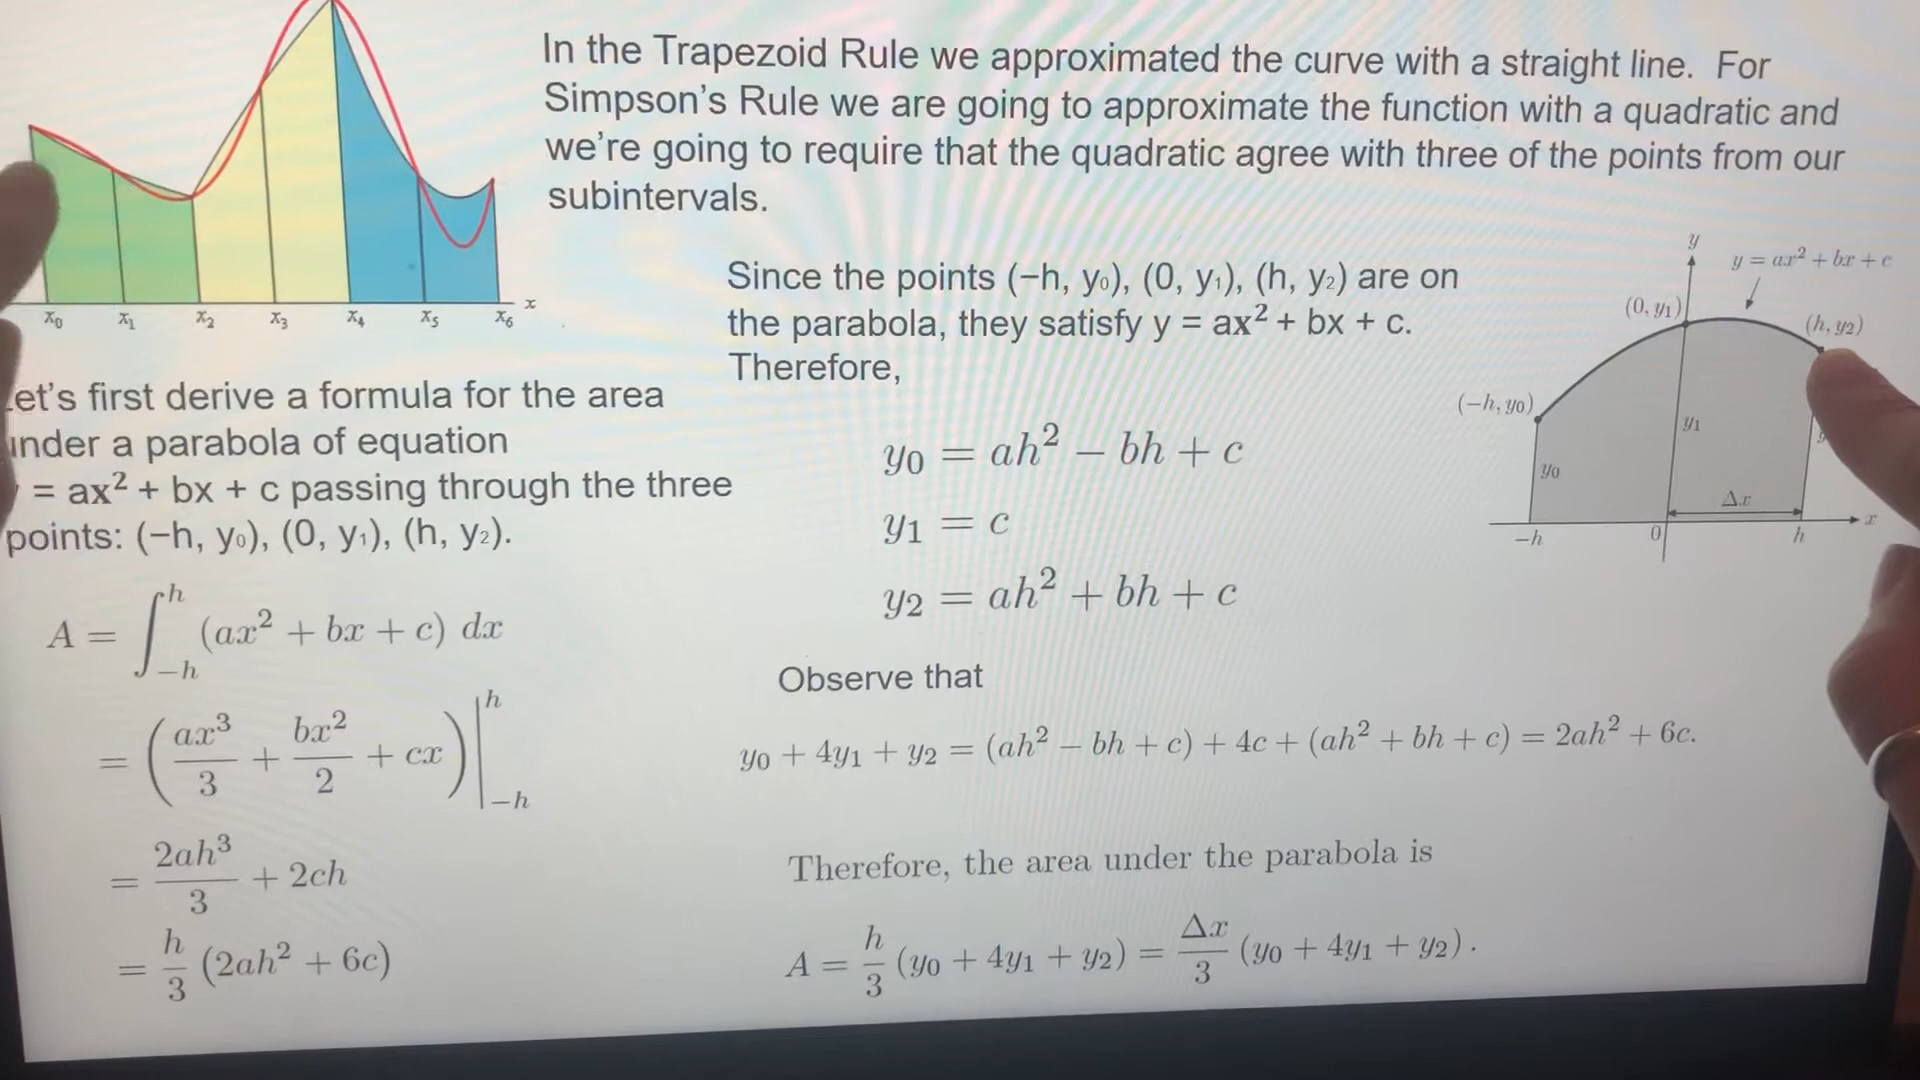 In the Trapezoid Rule we approximated the curve with a straight line. For
Simpson's Rule we are going to approximate the function with a quadratic and
we're going to require that the quadratic agree with three of the points from our
subintervals.
x₀ x₁ x₂ x₃ x₄ x₅ x₆ x
et's first derive a formula for the area
nder a parabola of equation
= ax² + bx + c passing through the three
points: (−h, y₀), (0, y₁), (h, y₂).
A = ∫₋ₕʰ (ax² + bx + c) dx
= (ax³/3 + bx²/2 + cx)|₋ₕʰ
= 2ah³/3 + 2ch
= h/3 (2ah² + 6c)
Since the points (−h, y₀), (0, y₁), (h, y₂) are on
the parabola, they satisfy y = ax² + bx + c.
Therefore,
y₀ = ah² − bh + c
y₁ = c
y₂ = ah² + bh + c
y
y = ax² + bx + c
(0, y₁)
(h, y₂)
(−h, y₀)
y₁
y₀
Δx
x
−h 0 h
Observe that
y₀ + 4y₁ + y₂ = (ah² − bh + c) + 4c + (ah² + bh + c) = 2ah² + 6c.
Therefore, the area under the parabola is
A = h/3 (y₀ + 4y₁ + y₂) = Δx/3 (y₀ + 4y₁ + y₂).